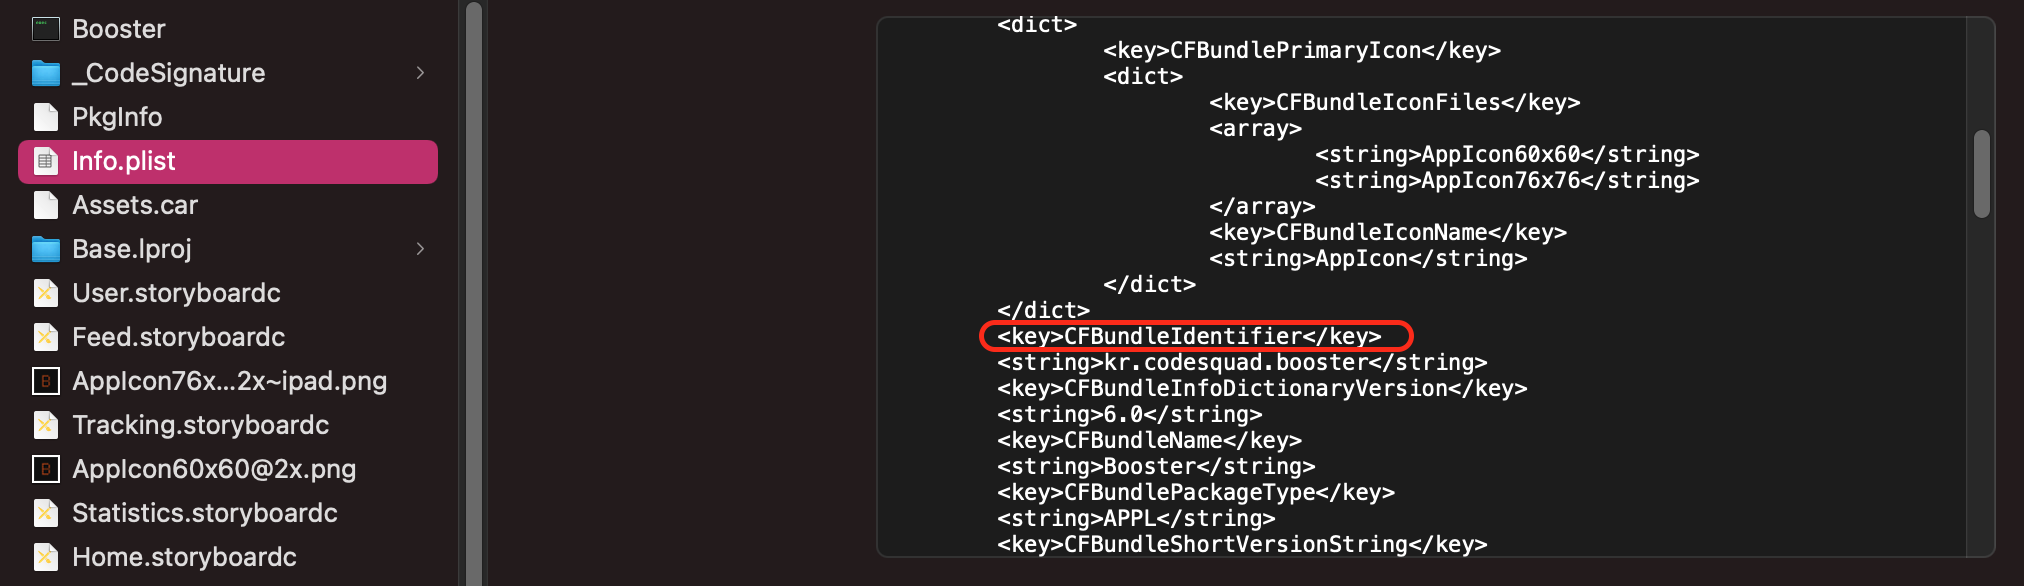 Booster
_CodeSignature
PkgInfo
Info.plist
Assets.car
Base.lproj
User.storyboardc
Feed.storyboardc
AppIcon76x...2x~ipad.png
Tracking.storyboardc
AppIcon60x60@2x.png
Statistics.storyboardc
Home.storyboardc
<dict>
<key>CFBundlePrimaryIcon</key>
<dict>
<key>CFBundleIconFiles</key>
<array>
<string>AppIcon60x60</string>
<string>AppIcon76x76</string>
</array>
<key>CFBundleIconName</key>
<string>AppIcon</string>
</dict>
</dict>
<key>CFBundleIdentifier</key>
<string>kr.codesquad.booster</string>
<key>CFBundleInfoDictionaryVersion</key>
<string>6.0</string>
<key>CFBundleName</key>
<string>Booster</string>
<key>CFBundlePackageType</key>
<string>APPL</string>
<key>CFBundleShortVersionString</key>